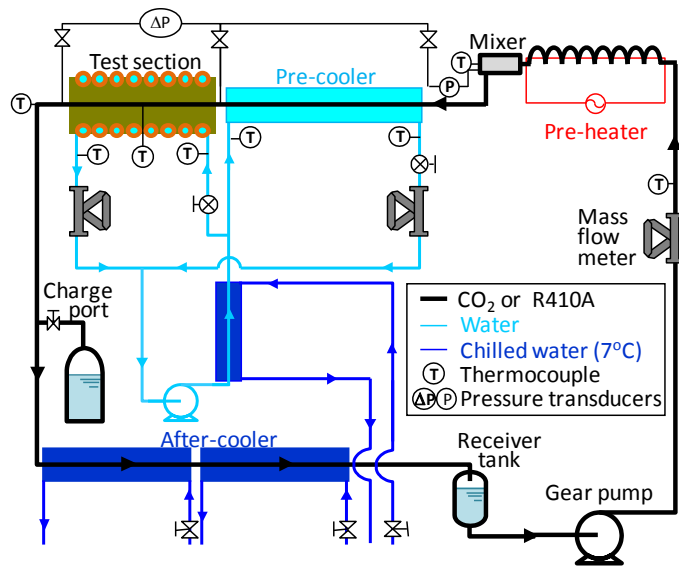 ΔP
Mixer
Test section
Pre-cooler
T
P
T
Pre-heater
T
T
T
T
T
T
T
Mass
flow
meter
Charge
port
CO₂ or R410A
Water
Chilled water (7⁰C)
T Thermocouple
ΔP P Pressure transducers
After-cooler
Receiver
tank
Gear pump